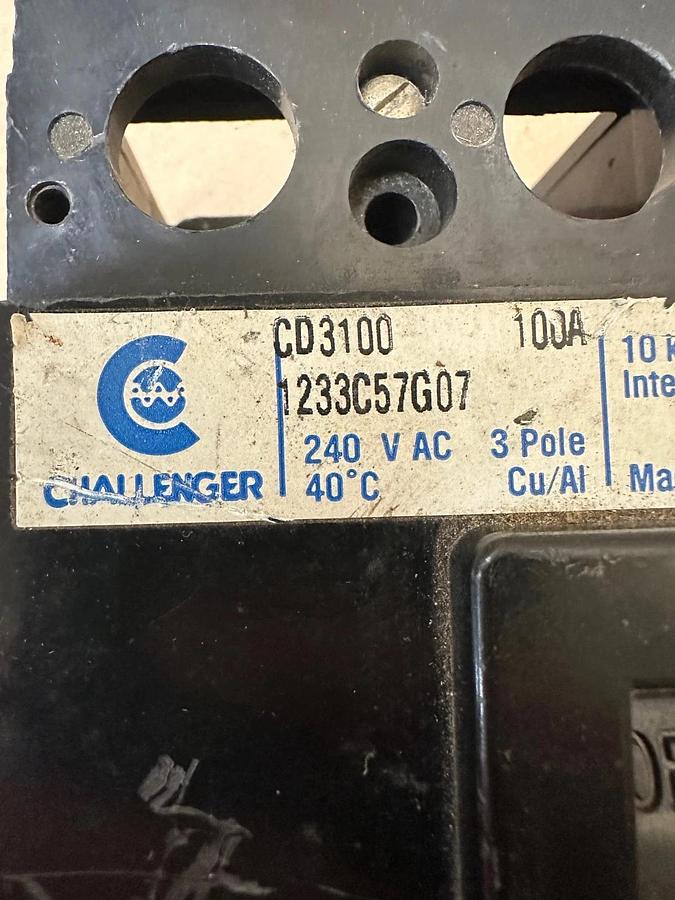 CD3100 100A
1233C57G07
240 V AC 3 Pole
40°C Cu/Al
CHALLENGER
10
Inte
Ma